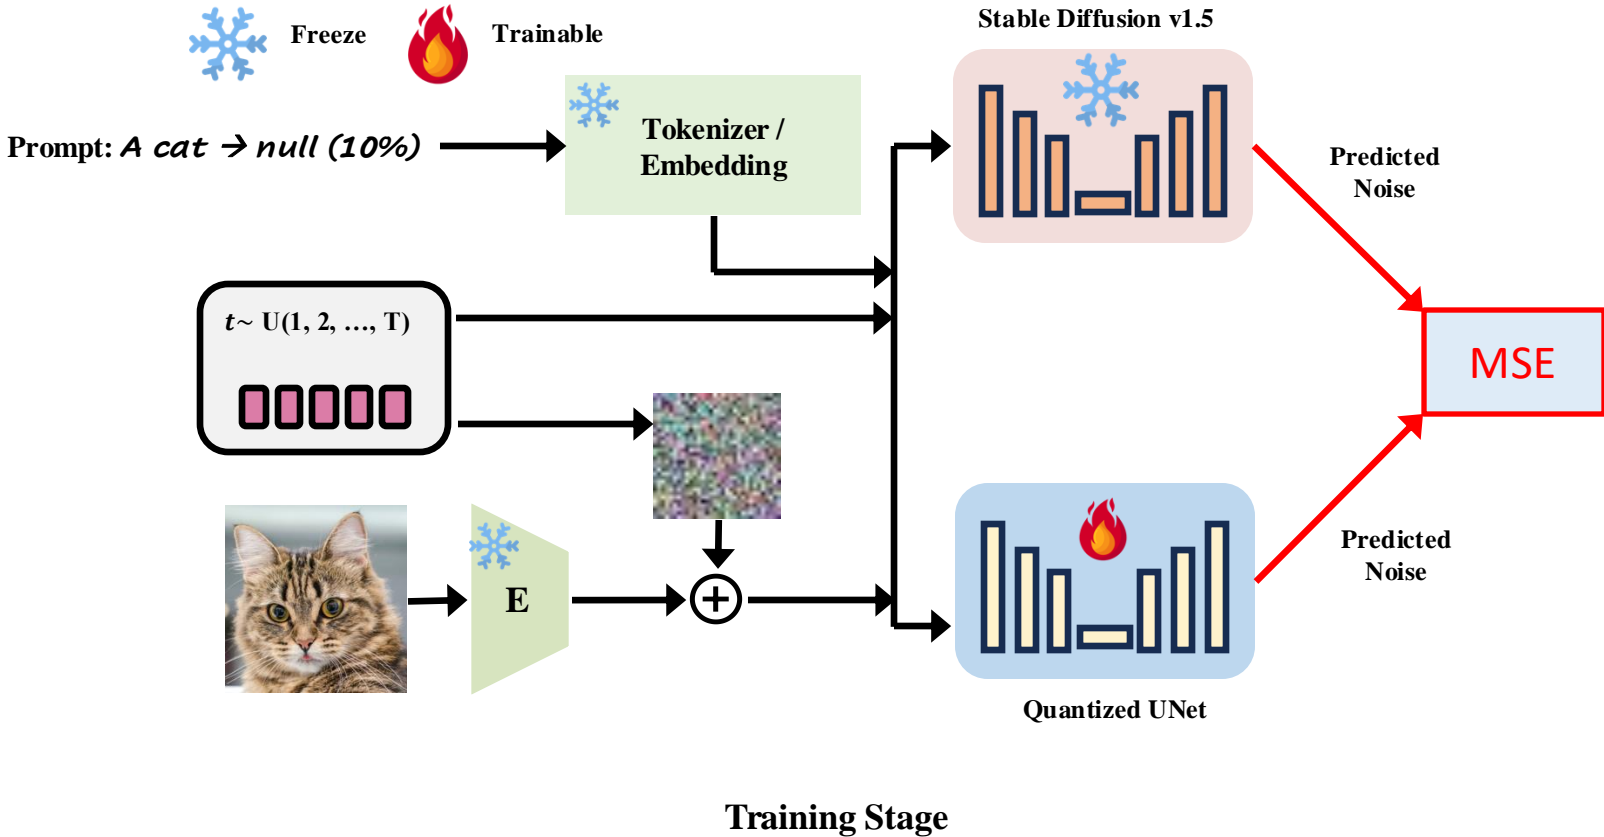 Freeze
Trainable
Stable Diffusion v1.5
Prompt: A cat → null (10%)
Tokenizer /
Embedding
Predicted
Noise
t~ U(1, 2, …, T)
MSE
E
+
Predicted
Noise
Quantized UNet
Training Stage